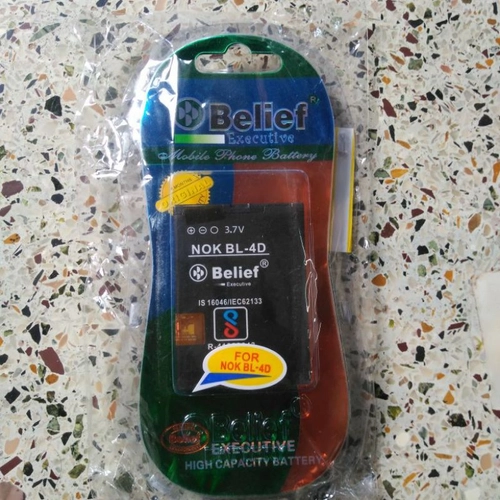 Belief
Executive
Mobile Phone Battery
3.7V
NOK BL-4D
Belief®
Executive
IS 16046/IEC62133
FOR
NOK BL-4D
Belief
EXECUTIVE
HIGH CAPACITY BATTERY